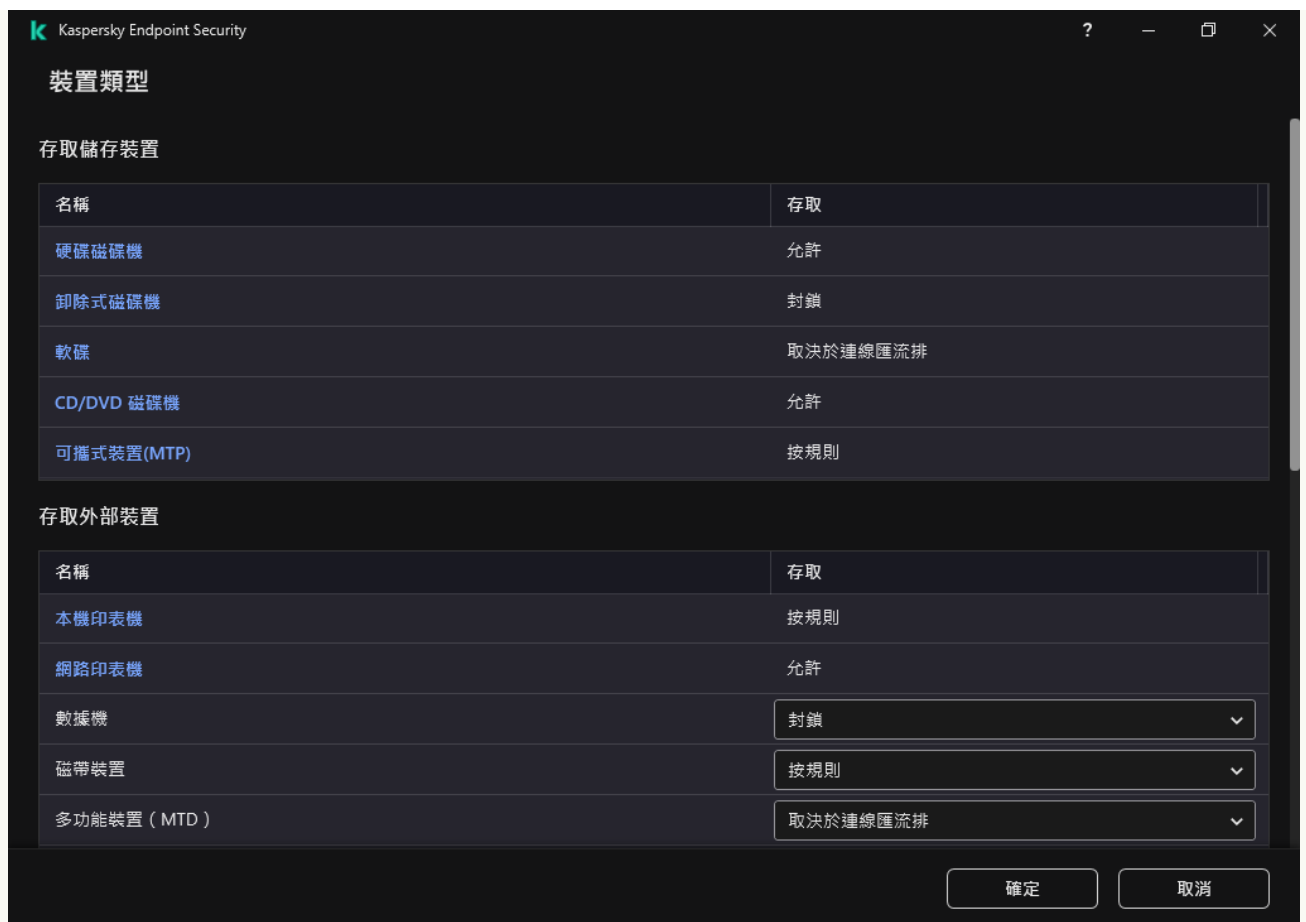 Kaspersky Endpoint Security
裝置類型
存取儲存裝置
名稱 存取
硬碟磁碟機 允許
卸除式磁碟機 封鎖
軟碟 取決於連線匯流排
CD/DVD 磁碟機 允許
可攜式裝置(MTP) 按規則
存取外部裝置
名稱 存取
本機印表機 按規則
網路印表機 允許
數據機 封鎖
磁帶裝置 按規則
多功能裝置（MTD） 取決於連線匯流排
確定 取消